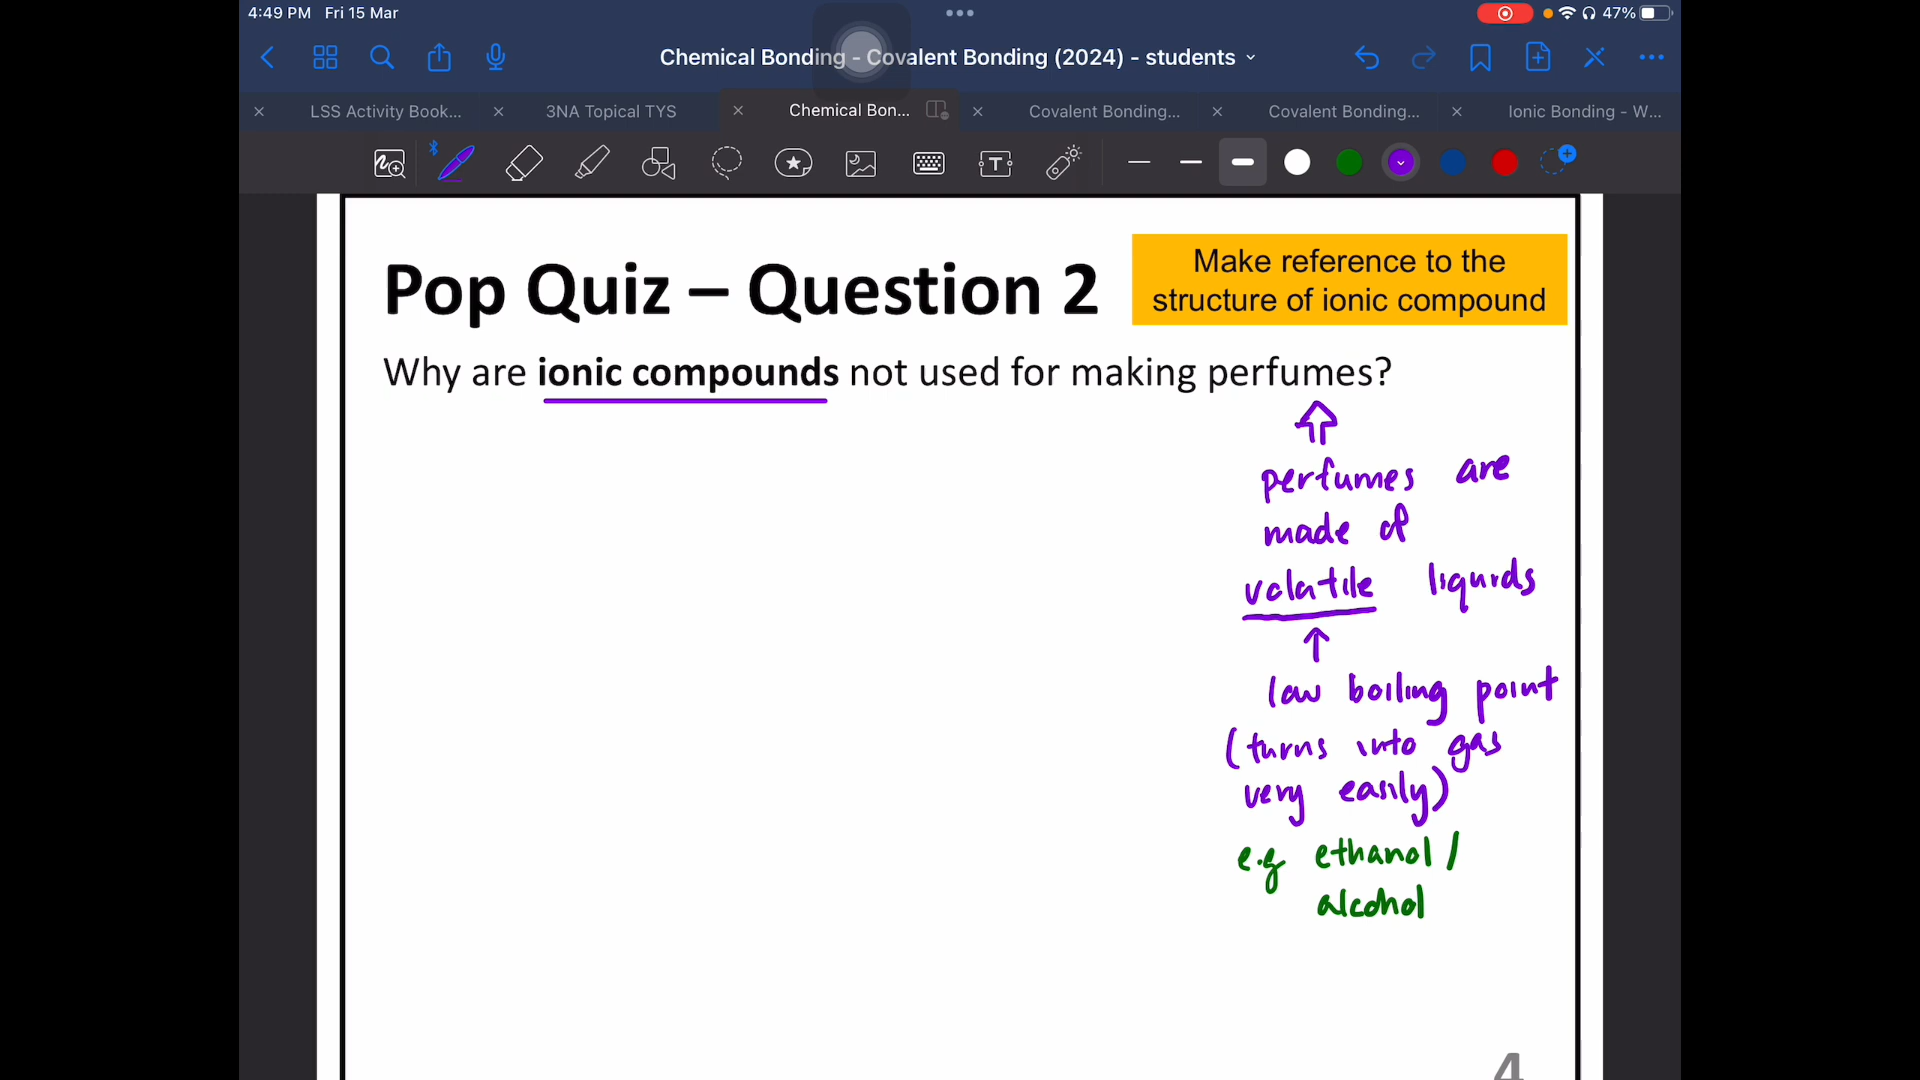 4:49 PM Fri 15 Mar
47%
Chemical Bonding - Covalent Bonding (2024) - students
LSS Activity Book...
3NA Topical TYS
Chemical Bon...
Covalent Bonding...
Covalent Bonding...
Ionic Bonding - W...
Pop Quiz – Question 2
Make reference to the
structure of ionic compound
Why are ionic compounds not used for making perfumes?
perfumes are
made of
volatile liquids
low boiling point
(turns into gas
very easily)
e.g ethanol /
alcohol
4